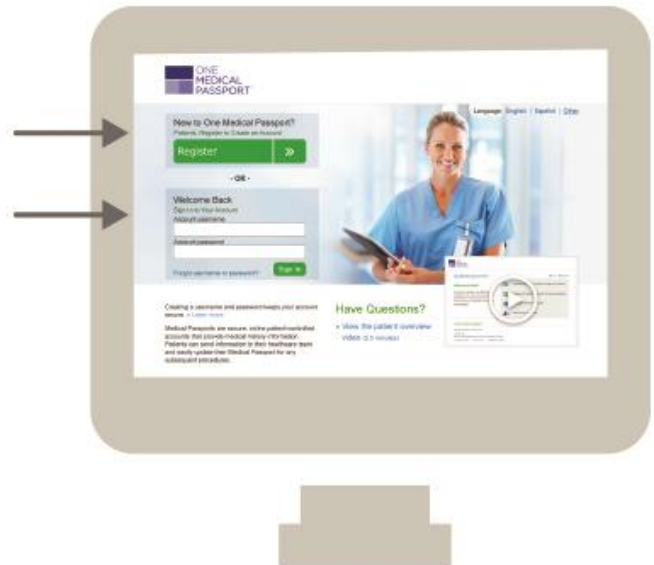 ONE
MEDICAL
PASSPORT
Language: English | Español | Other
New to One Medical Passport?
Patients, Register to Create an Account
Register »
- OR -
Welcome Back
Sign In to Your Account
Account username
Account password
Forgot username or password?
Sign In
Creating a username and password keeps your account
secure. » Learn more
Medical Passports are secure, online patient-controlled
accounts that provide medical history information.
Patients can send information to their healthcare team
and easily update their Medical Passport for any
subsequent procedures.
Have Questions?
» View the patient overview
video (2.5 minutes)